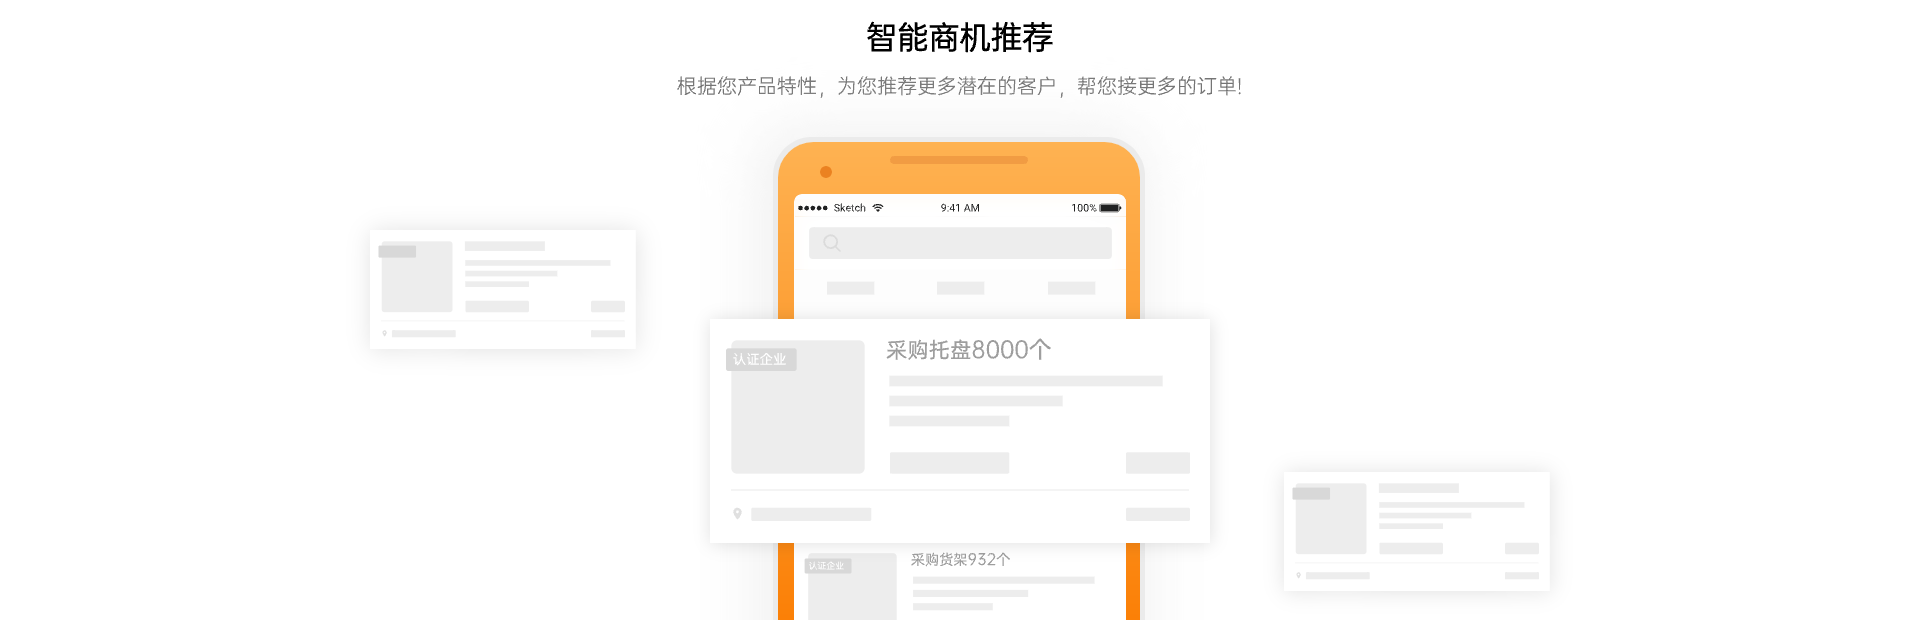 智能商机推荐
根据您产品特性，为您推荐更多潜在的客户，帮您接更多的订单!
Sketch 9:41 AM 100%
采购托盘8000个
认证企业
采购货架932个
认证企业